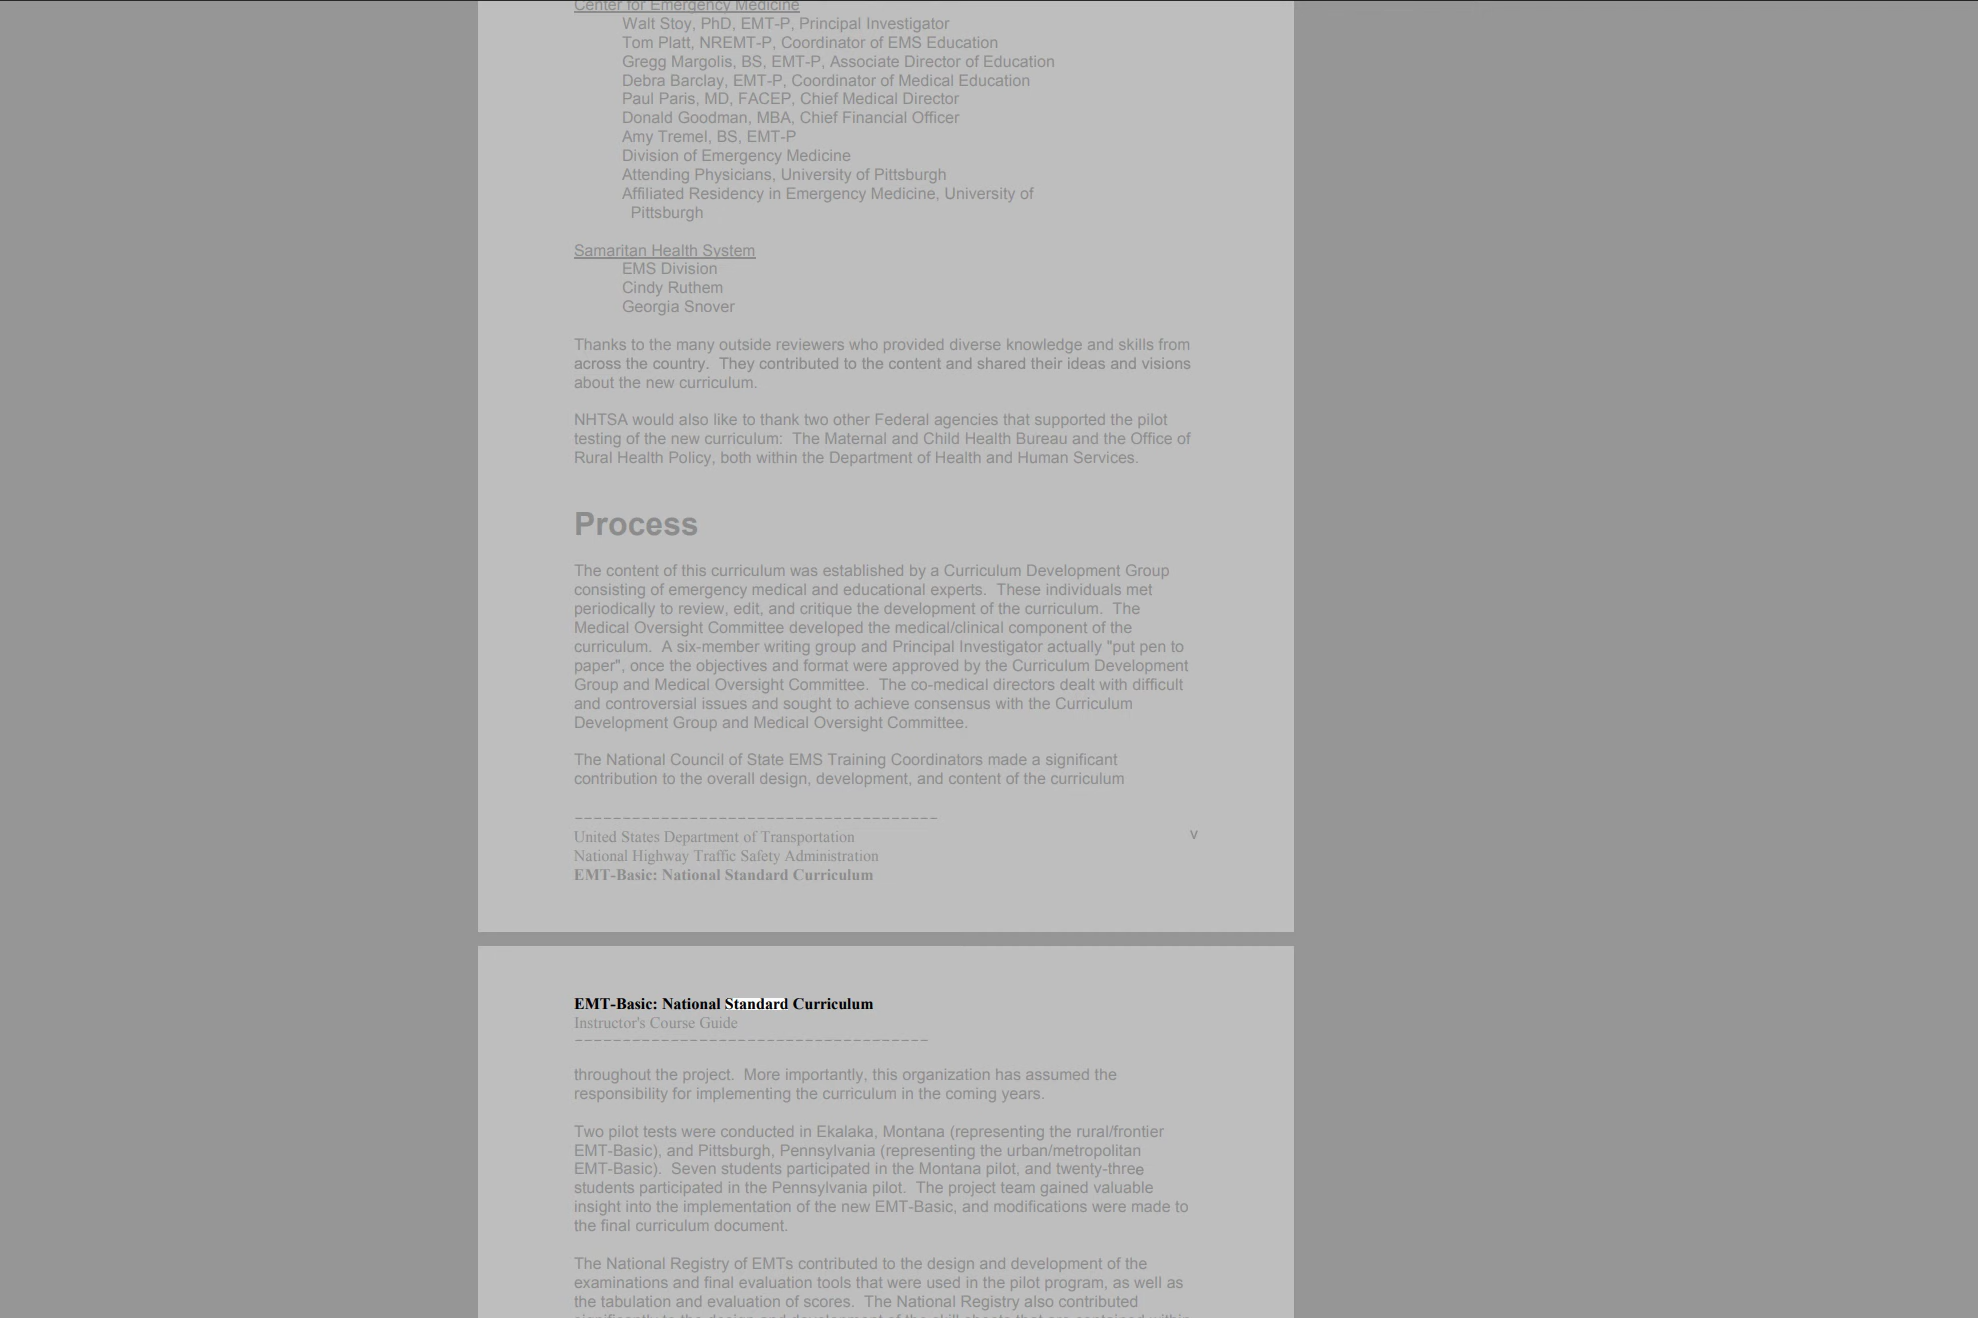 Center for Emergency Medicine
Walt Stoy, PhD, EMT-P, Principal Investigator
Tom Platt, NREMT-P, Coordinator of EMS Education
Gregg Margolis, BS, EMT-P, Associate Director of Education
Debra Barclay, EMT-P, Coordinator of Medical Education
Paul Paris, MD, FACEP, Chief Medical Director
Donald Goodman, MBA, Chief Financial Officer
Amy Tremel, BS, EMT-P
Division of Emergency Medicine
Attending Physicians, University of Pittsburgh
Affiliated Residency in Emergency Medicine, University of
Pittsburgh
Samaritan Health System
EMS Division
Cindy Ruthem
Georgia Snover
Thanks to the many outside reviewers who provided diverse knowledge and skills from
across the country.  They contributed to the content and shared their ideas and visions
about the new curriculum.
NHTSA would also like to thank two other Federal agencies that supported the pilot
testing of the new curriculum:  The Maternal and Child Health Bureau and the Office of
Rural Health Policy, both within the Department of Health and Human Services.
Process
The content of this curriculum was established by a Curriculum Development Group
consisting of emergency medical and educational experts.  These individuals met
periodically to review, edit, and critique the development of the curriculum.  The
Medical Oversight Committee developed the medical/clinical component of the
curriculum.  A six-member writing group and Principal Investigator actually "put pen to
paper", once the objectives and format were approved by the Curriculum Development
Group and Medical Oversight Committee.  The co-medical directors dealt with difficult
and controversial issues and sought to achieve consensus with the Curriculum
Development Group and Medical Oversight Committee.
The National Council of State EMS Training Coordinators made a significant
contribution to the overall design, development, and content of the curriculum
United States Department of Transportation
v
National Highway Traffic Safety Administration
EMT-Basic: National Standard Curriculum
EMT-Basic: National Standard Curriculum
Instructor's Course Guide
throughout the project.  More importantly, this organization has assumed the
responsibility for implementing the curriculum in the coming years.
Two pilot tests were conducted in Ekalaka, Montana (representing the rural/frontier
EMT-Basic), and Pittsburgh, Pennsylvania (representing the urban/metropolitan
EMT-Basic).  Seven students participated in the Montana pilot, and twenty-three
students participated in the Pennsylvania pilot.  The project team gained valuable
insight into the implementation of the new EMT-Basic, and modifications were made to
the final curriculum document.
The National Registry of EMTs contributed to the design and development of the
examinations and final evaluation tools that were used in the pilot program, as well as
the tabulation and evaluation of scores.  The National Registry also contributed
significantly to the design and development of the skill sheets that are contained within